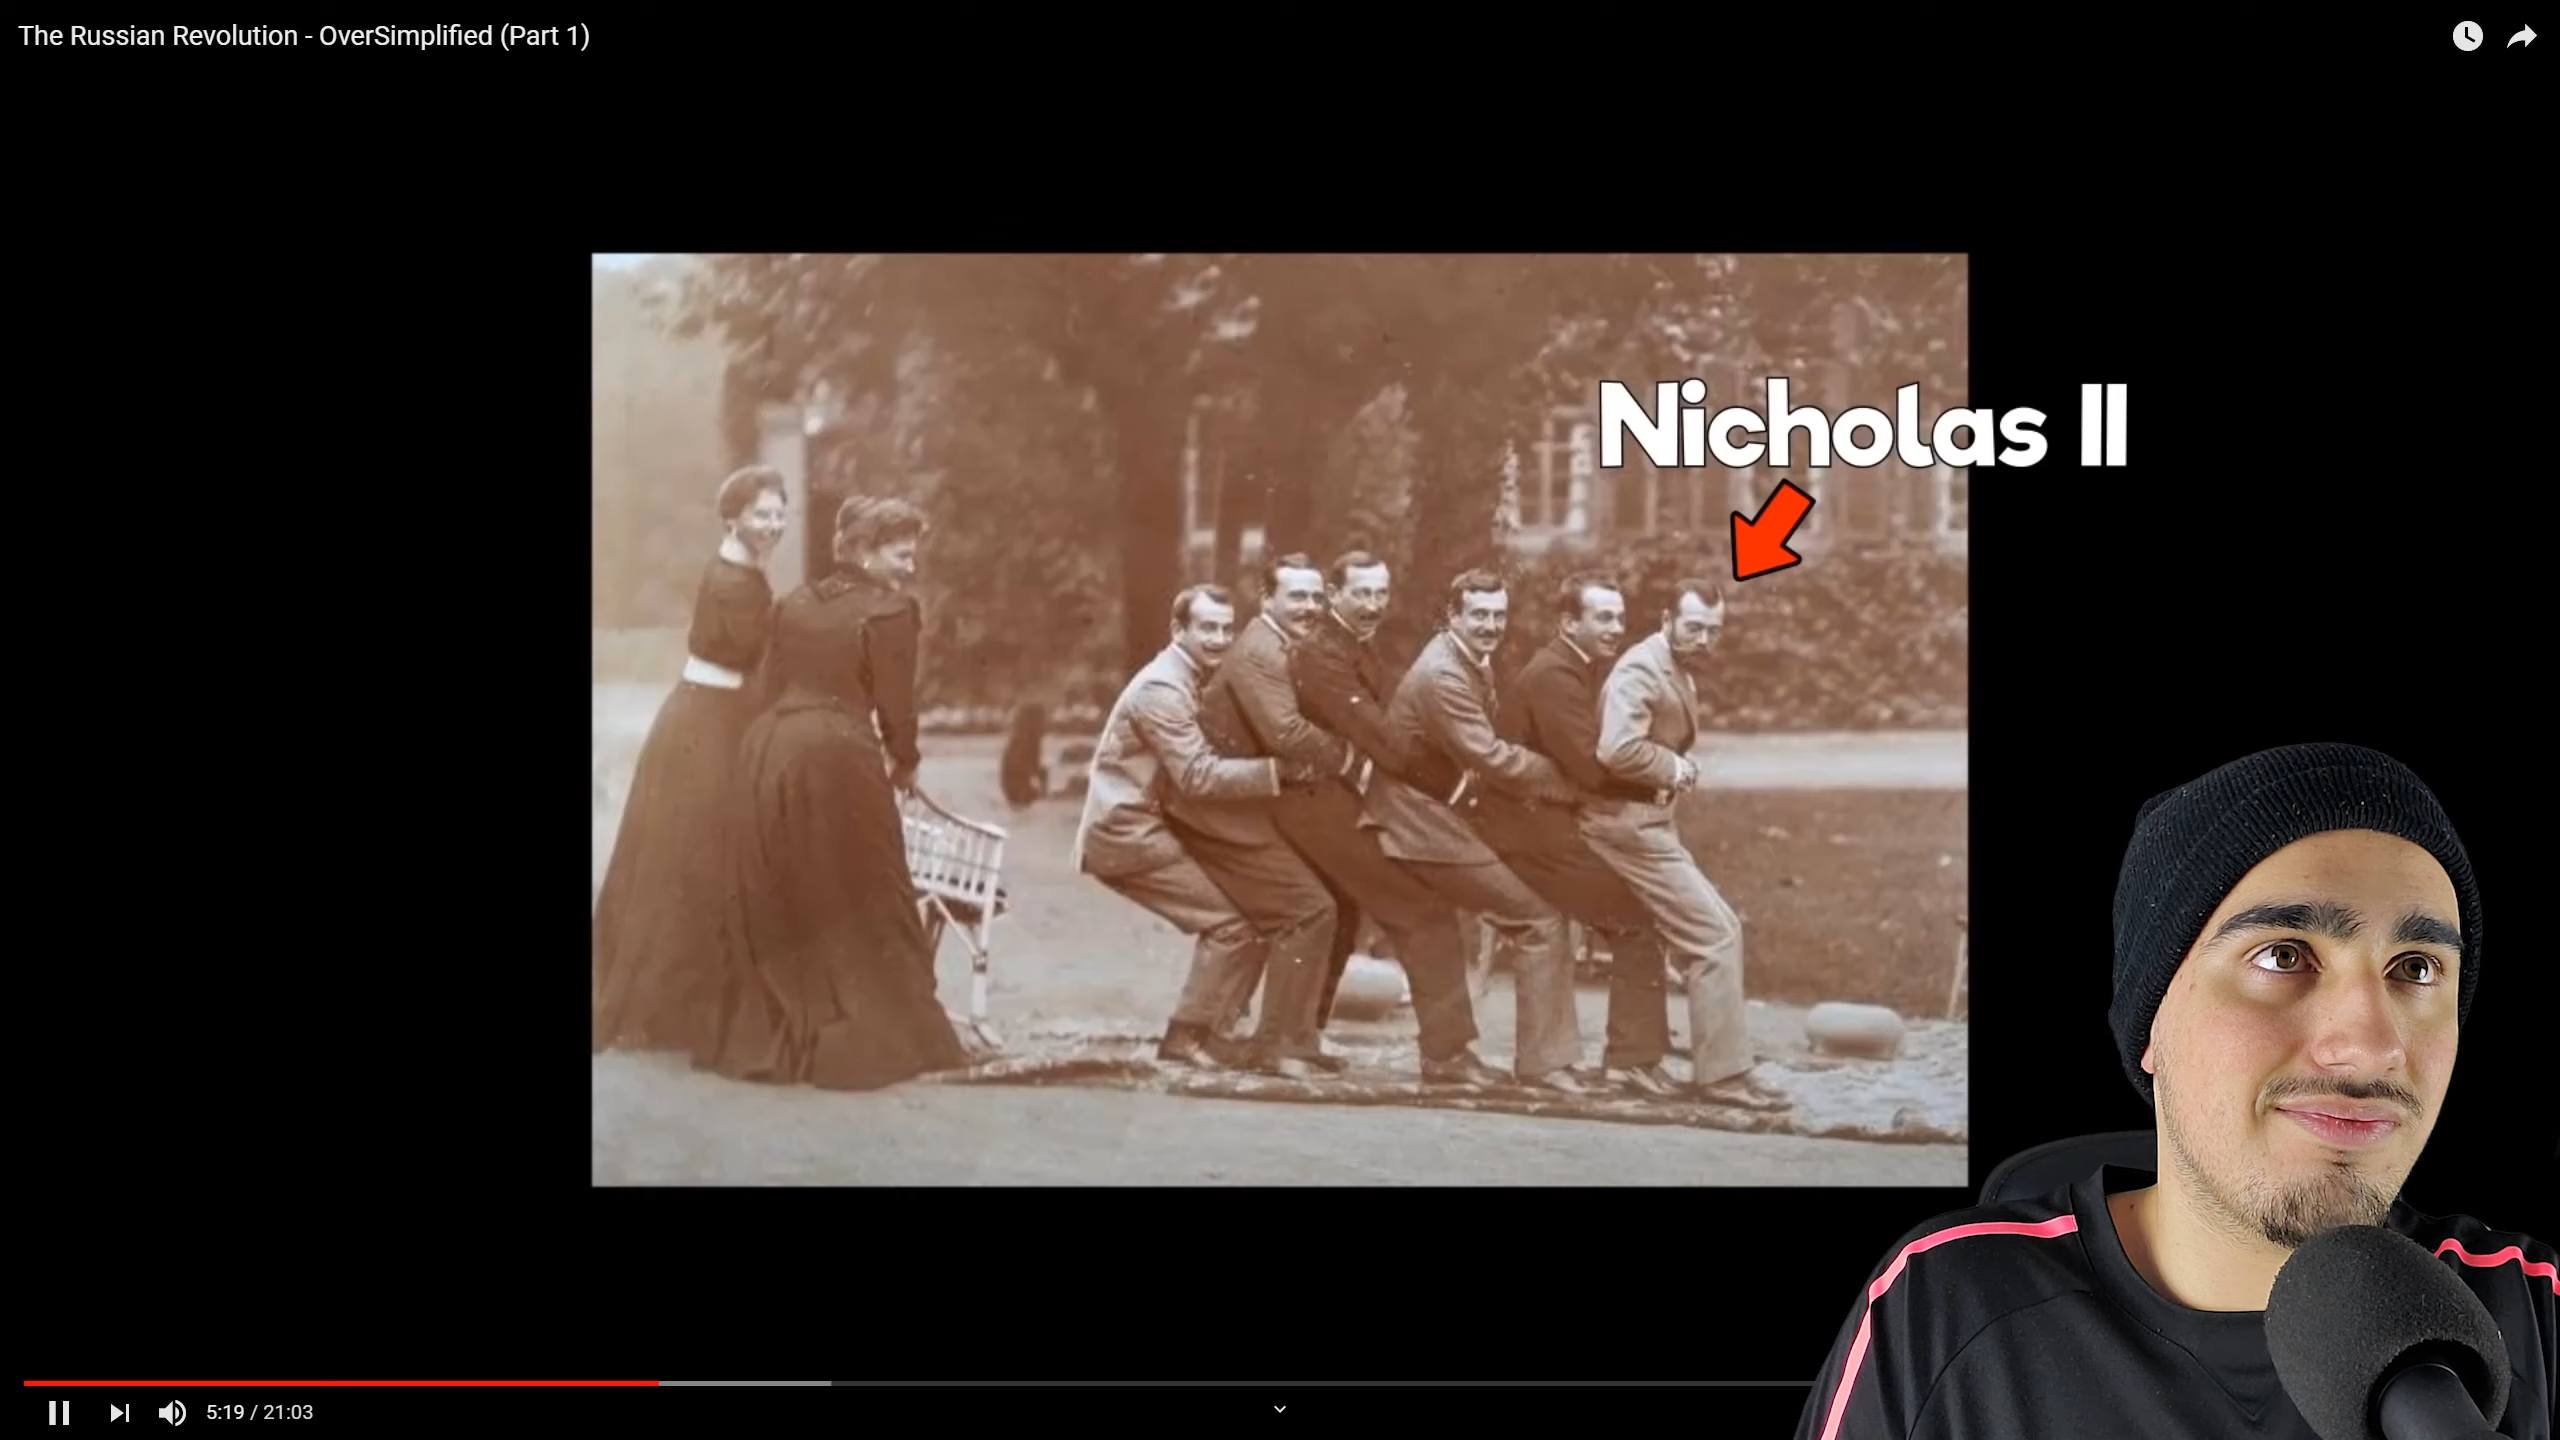 The Russian Revolution - OverSimplified (Part 1)
Nicholas II
5:19 / 21:03